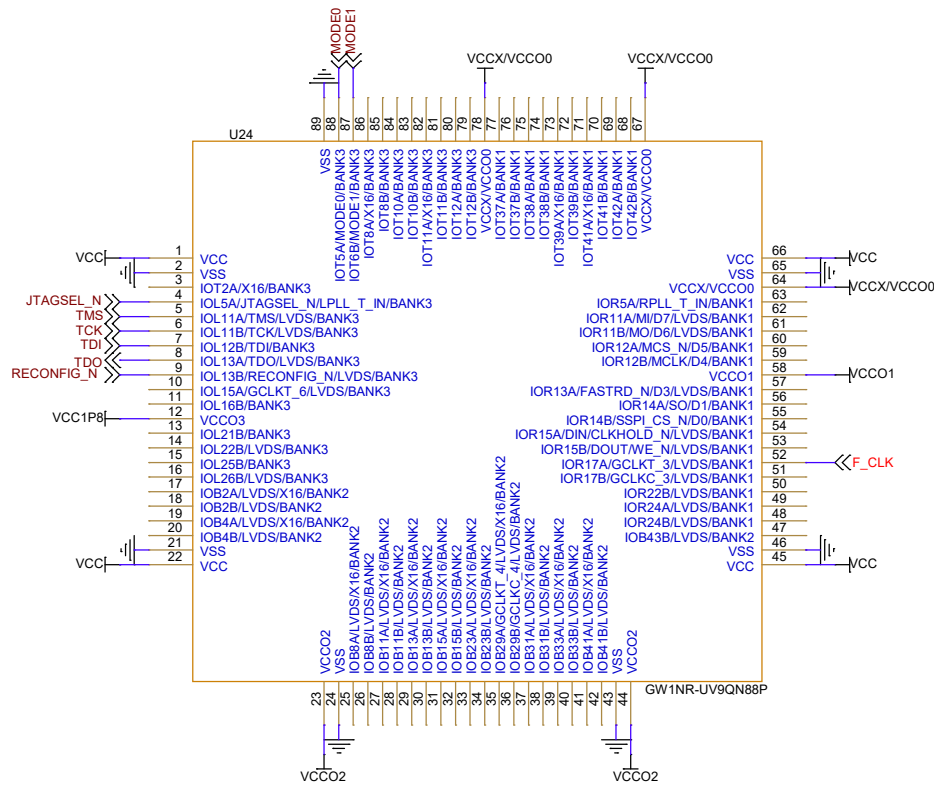 MODE0
MODE1
VCCX/VCCO0
VCCX/VCCO0
89
88
87
86
85
84
83
82
81
80
79
78
77
76
75
74
73
72
71
70
69
68
67
U24
VSS
IOT5A/MODE0/BANK3
IOT6B/MODE1/BANK3
IOT8A/X16/BANK3
IOT8B/BANK3
IOT10A/BANK3
IOT10B/BANK3
IOT11A/X16/BANK3
IOT11B/BANK3
IOT12A/BANK3
IOT12B/BANK3
VCCX/VCCO0
IOT37A/BANK1
IOT37B/BANK1
IOT38A/BANK1
IOT38B/BANK1
IOT39A/X16/BANK1
IOT39B/BANK1
IOT41A/X16/BANK1
IOT41B/BANK1
IOT42A/BANK1
IOT42B/BANK1
VCCX/VCCO0
VCC 1 VCC
2 VSS
3 IOT2A/X16/BANK3
JTAGSEL_N 4 IOL5A/JTAGSEL_N/LPLL_T_IN/BANK3
TMS 5 IOL11A/TMS/LVDS/BANK3
TCK 6 IOL11B/TCK/LVDS/BANK3
TDI 7 IOL12B/TDI/BANK3
TDO 8 IOL13A/TDO/LVDS/BANK3
RECONFIG_N 9 IOL13B/RECONFIG_N/LVDS/BANK3
10 IOL15A/GCLKT_6/LVDS/BANK3
11 IOL16B/BANK3
VCC1P8 12 VCCO3
13 IOL21B/BANK3
14 IOL22B/LVDS/BANK3
15 IOL25B/BANK3
16 IOL26B/LVDS/BANK3
17 IOB2A/LVDS/X16/BANK2
18 IOB2B/LVDS/BANK2
19 IOB4A/LVDS/X16/BANK2
20 IOB4B/LVDS/BANK2
21 VSS
VCC 22 VCC
VCC 66 VCC
VSS 65
VCCX/VCCO0 64 VCCX/VCCO0
IOR5A/RPLL_T_IN/BANK1 63
IOR11A/MI/D7/LVDS/BANK1 62
IOR11B/MO/D6/LVDS/BANK1 61
IOR12A/MCS_N/D5/BANK1 60
IOR12B/MCLK/D4/BANK1 59
VCCO1 58 VCCO1
IOR13A/FASTRD_N/D3/LVDS/BANK1 57
IOR14A/SO/D1/BANK1 56
IOR14B/SSPI_CS_N/D0/BANK1 55
IOR15A/DIN/CLKHOLD_N/LVDS/BANK1 54
IOR15B/DOUT/WE_N/LVDS/BANK1 53
IOR17A/GCLKT_3/LVDS/BANK1 52 F_CLK
IOR17B/GCLKC_3/LVDS/BANK1 51
IOR22B/LVDS/BANK1 50
IOR24A/LVDS/BANK1 49
IOR24B/LVDS/BANK1 48
IOB43B/LVDS/BANK2 47
VSS 46
VCC 45 VCC
VCCO2
VSS
IOB8A/LVDS/X16/BANK2
IOB8B/LVDS/BANK2
IOB11A/LVDS/X16/BANK2
IOB11B/LVDS/BANK2
IOB13A/LVDS/X16/BANK2
IOB13B/LVDS/BANK2
IOB15A/LVDS/X16/BANK2
IOB15B/LVDS/BANK2
IOB23A/LVDS/X16/BANK2
IOB23B/LVDS/BANK2
IOB29A/GCLKT_4/LVDS/X16/BANK2
IOB29B/GCLKC_4/LVDS/BANK2
IOB31A/LVDS/X16/BANK2
IOB31B/LVDS/BANK2
IOB33A/LVDS/X16/BANK2
IOB33B/LVDS/BANK2
IOB41A/LVDS/X16/BANK2
IOB41B/LVDS/BANK2
VSS
VCCO2
GW1NR-UV9QN88P
23
24
25
26
27
28
29
30
31
32
33
34
35
36
37
38
39
40
41
42
43
44
VCCO2
VCCO2